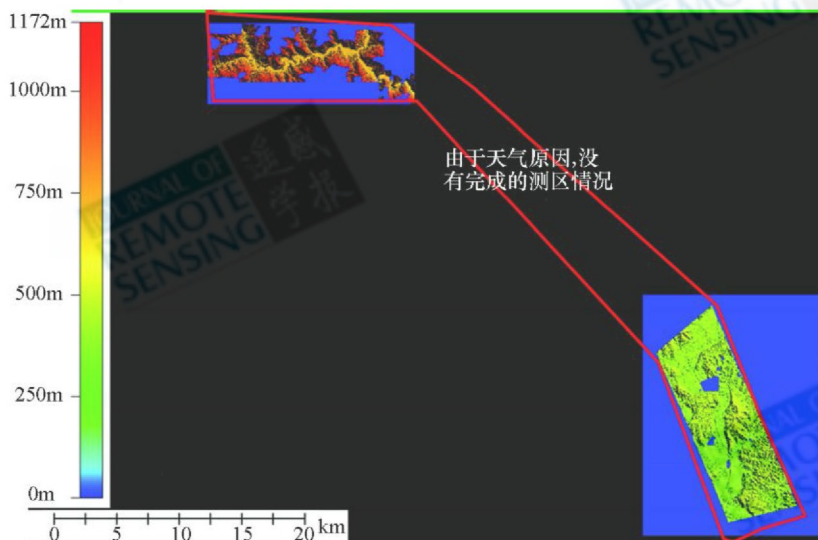 1172m
1000m
750m
500m
250m
0m
由于天气原因,没
有完成的测区情况
0 5 10 15 20 km
JOURNAL OF
REMOTE
SENSING
遥感
学报
REMOTE
SENSING
JOURNAL OF
REMOTE
SENSING